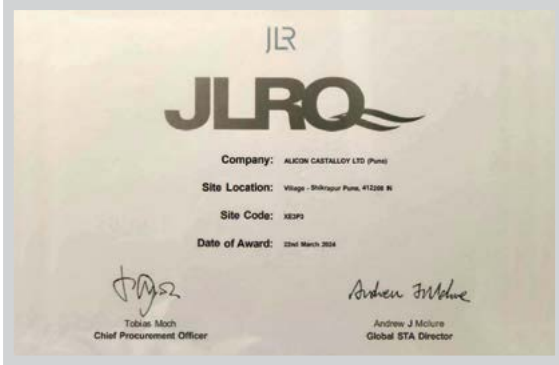 JLR
JLRQ
Company: ALICON CASTALLOY LTD (Pune)
Site Location: Village - Shikrapur Pune, 412208 IN
Site Code: XE3P3
Date of Award: 22nd March 2024
Tobias Moch
Chief Procurement Officer
Andrew J Mclure
Global STA Director